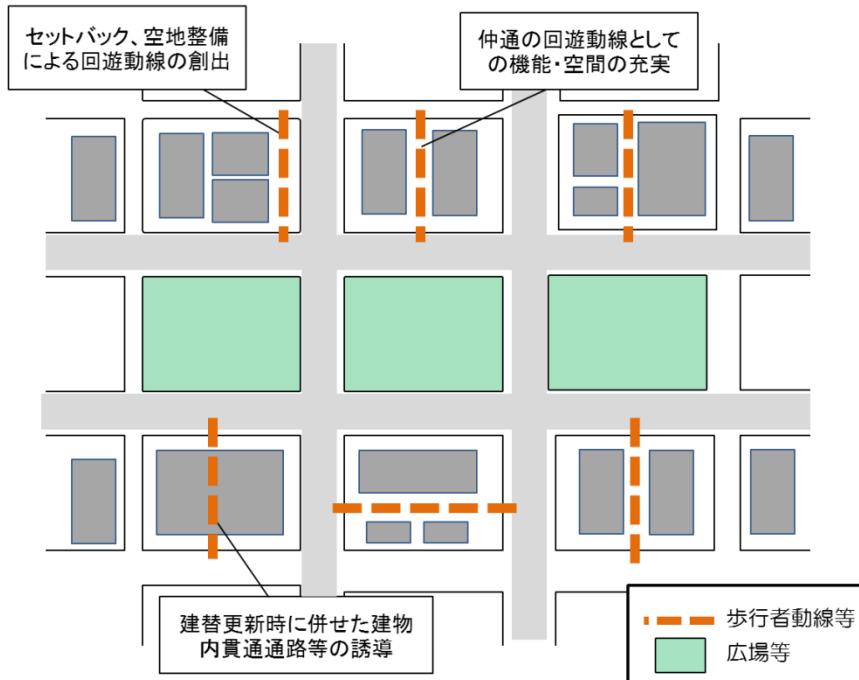 セットバック、空地整備
による回遊動線の創出
仲通の回遊動線として
の機能・空間の充実
建替更新時に併せた建物
内貫通通路等の誘導
歩行者動線等
広場等